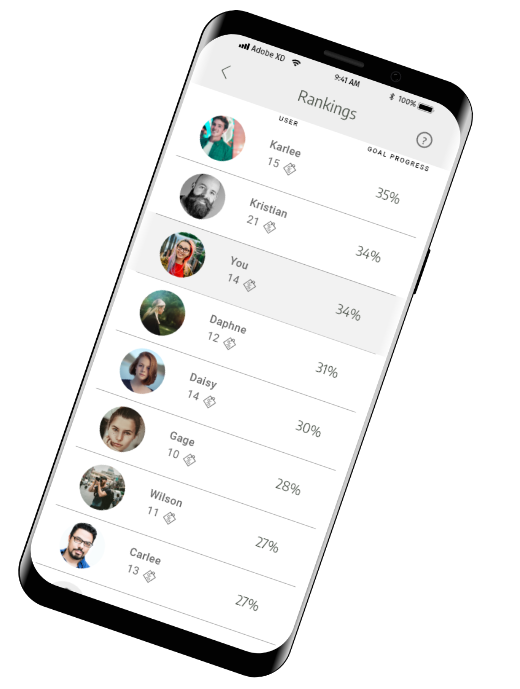 Adobe XD 9:41 AM 100%
Rankings
?
USER GOAL PROGRESS
Karlee
15
35%
Kristian
21
34%
You
14
34%
Daphne
12
31%
Daisy
14
30%
Gage
10
28%
Wilson
11
27%
Carlee
13
27%